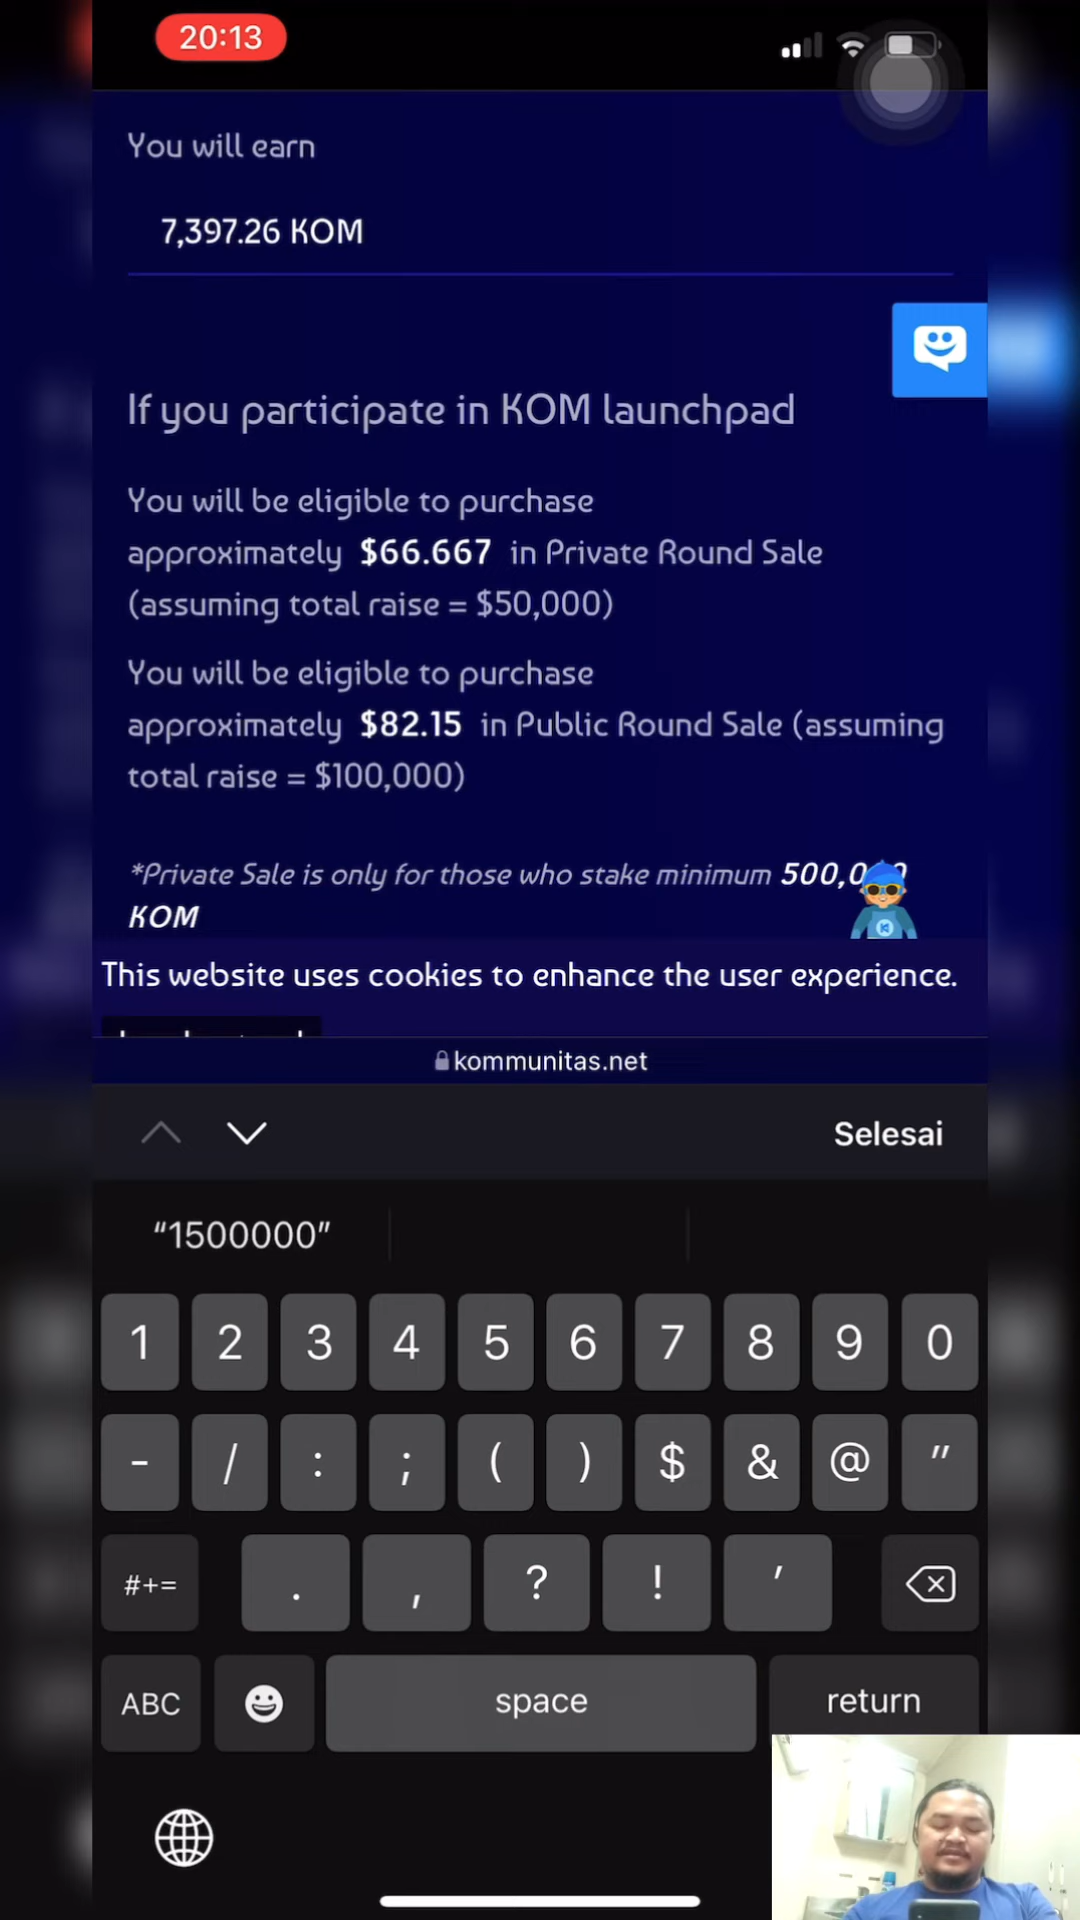 20:13
You will earn
7,397.26 KOM
If you participate in KOM launchpad
You will be eligible to purchase
approximately $66.667 in Private Round Sale
(assuming total raise = $50,000)
You will be eligible to purchase
approximately $82.15 in Public Round Sale (assuming
total raise = $100,000)
*Private Sale is only for those who stake minimum
KOM
This website uses cookies to enhance the user experience.
kommunitas.net
Selesai
“1500000”
1 2 3 4 5 6 7 8 9 0
- / : ; ( ) $ & @ "
#+= . , ? ! '
ABC space return